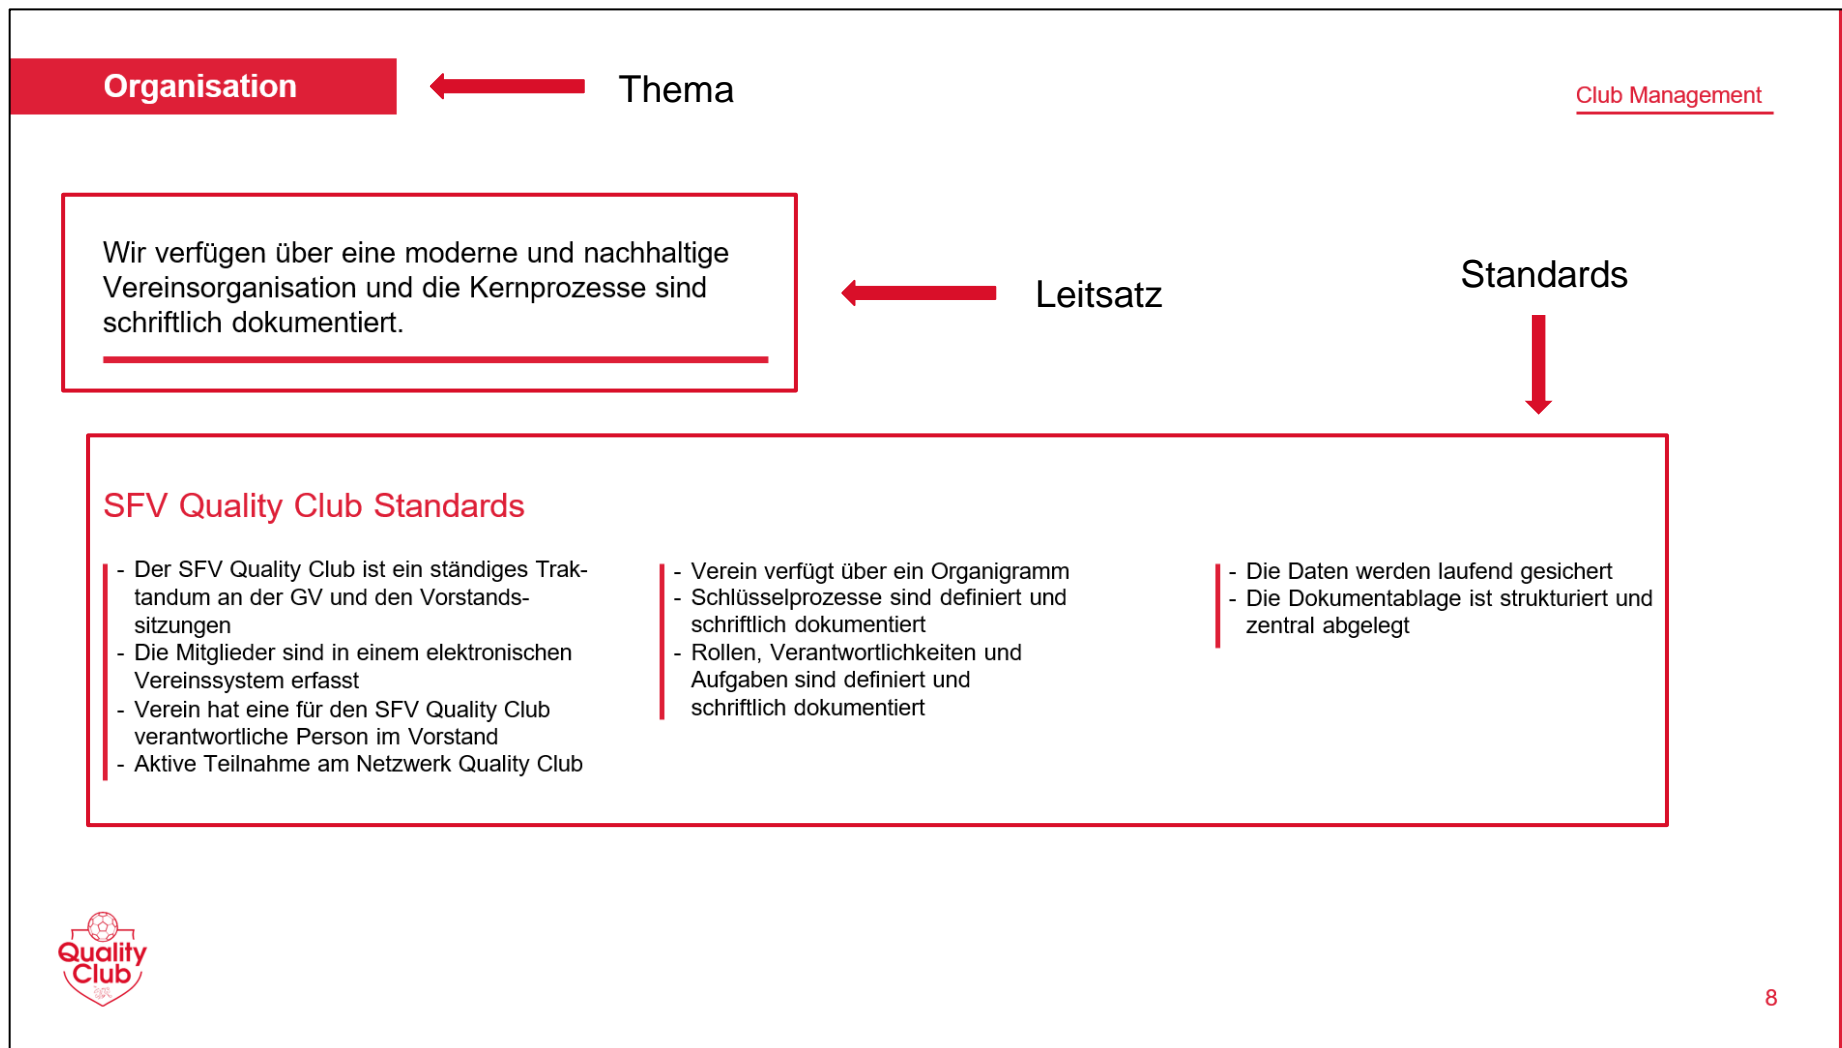 Organisation
Thema
Club Management
Wir verfügen über eine moderne und nachhaltige
Vereinsorganisation und die Kernprozesse sind
schriftlich dokumentiert.
Leitsatz
Standards
SFV Quality Club Standards
- Der SFV Quality Club ist ein ständiges Trak-
tandum an der GV und den Vorstands-
sitzungen
- Die Mitglieder sind in einem elektronischen
Vereinssystem erfasst
- Verein hat eine für den SFV Quality Club
verantwortliche Person im Vorstand
- Aktive Teilnahme am Netzwerk Quality Club
- Verein verfügt über ein Organigramm
- Schlüsselprozesse sind definiert und
schriftlich dokumentiert
- Rollen, Verantwortlichkeiten und
Aufgaben sind definiert und
schriftlich dokumentiert
- Die Daten werden laufend gesichert
- Die Dokumentablage ist strukturiert und
zentral abgelegt
Quality
Club
8